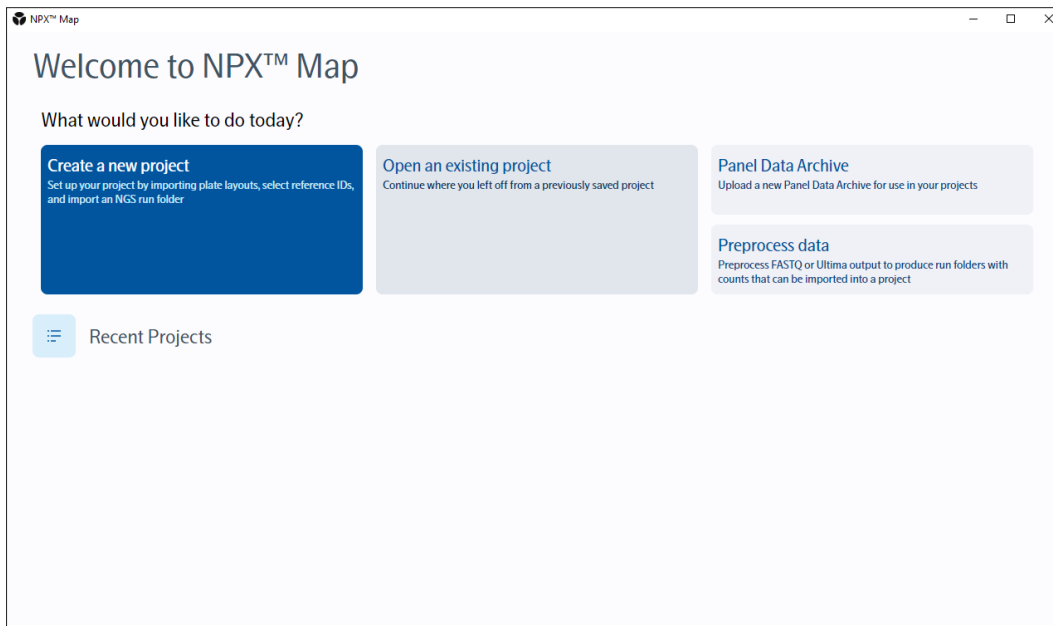 NPX™ Map
Welcome to NPX™ Map
What would you like to do today?
Create a new project
Set up your project by importing plate layouts, select reference IDs,
and import an NGS run folder
Open an existing project
Continue where you left off from a previously saved project
Panel Data Archive
Upload a new Panel Data Archive for use in your projects
Preprocess data
Preprocess FASTQ or Ultima output to produce run folders with
counts that can be imported into a project
Recent Projects